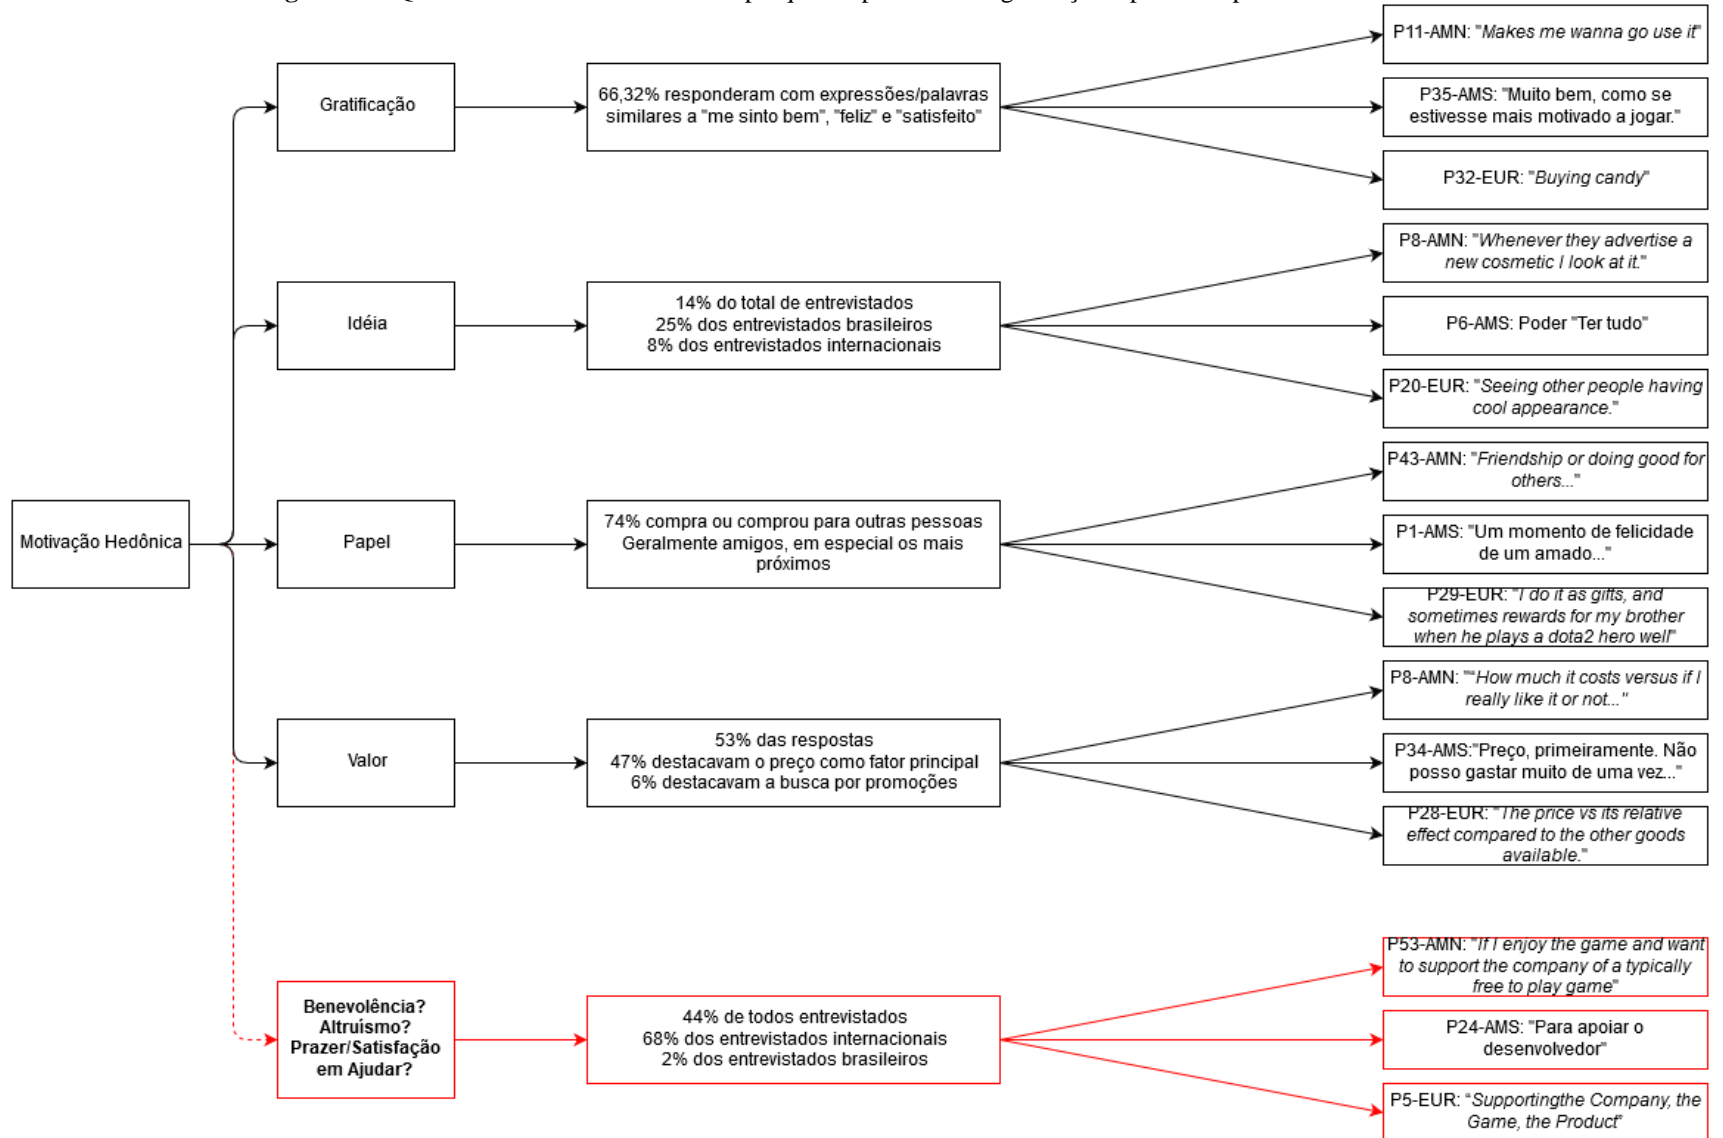 P11-AMN: "Makes me wanna go use it"
Gratificação
66,32% responderam com expressões/palavras
similares a "me sinto bem", "feliz" e "satisfeito"
P35-AMS: "Muito bem, como se
estivesse mais motivado a jogar."
P32-EUR: "Buying candy"
P8-AMN: "Whenever they advertise a
new cosmetic I look at it."
Idéia
14% do total de entrevistados
25% dos entrevistados brasileiros
8% dos entrevistados internacionais
P6-AMS: Poder "Ter tudo"
P20-EUR: "Seeing other people having
cool appearance."
P43-AMN: "Friendship or doing good for
others..."
Motivação Hedônica
Papel
74% compra ou comprou para outras pessoas
Geralmente amigos, em especial os mais
próximos
P1-AMS: "Um momento de felicidade
de um amado..."
P29-EUR: "I do it as gifts, and
sometimes rewards for my brother
when he plays a dota2 hero well"
P8-AMN: ""How much it costs versus if I
really like it or not..."
Valor
53% das respostas
47% destacavam o preço como fator principal
6% destacavam a busca por promoções
P34-AMS:"Preço, primeiramente. Não
posso gastar muito de uma vez..."
P28-EUR: "The price vs its relative
effect compared to the other goods
available."
P53-AMN: "If I enjoy the game and want
to support the company of a typically
free to play game"
Benevolência?
Altruísmo?
Prazer/Satisfação
em Ajudar?
44% de todos entrevistados
68% dos entrevistados internacionais
2% dos entrevistados brasileiros
P24-AMS: "Para apoiar o
desenvolvedor"
P5-EUR: "Supportingthe Company, the
Game, the Product"